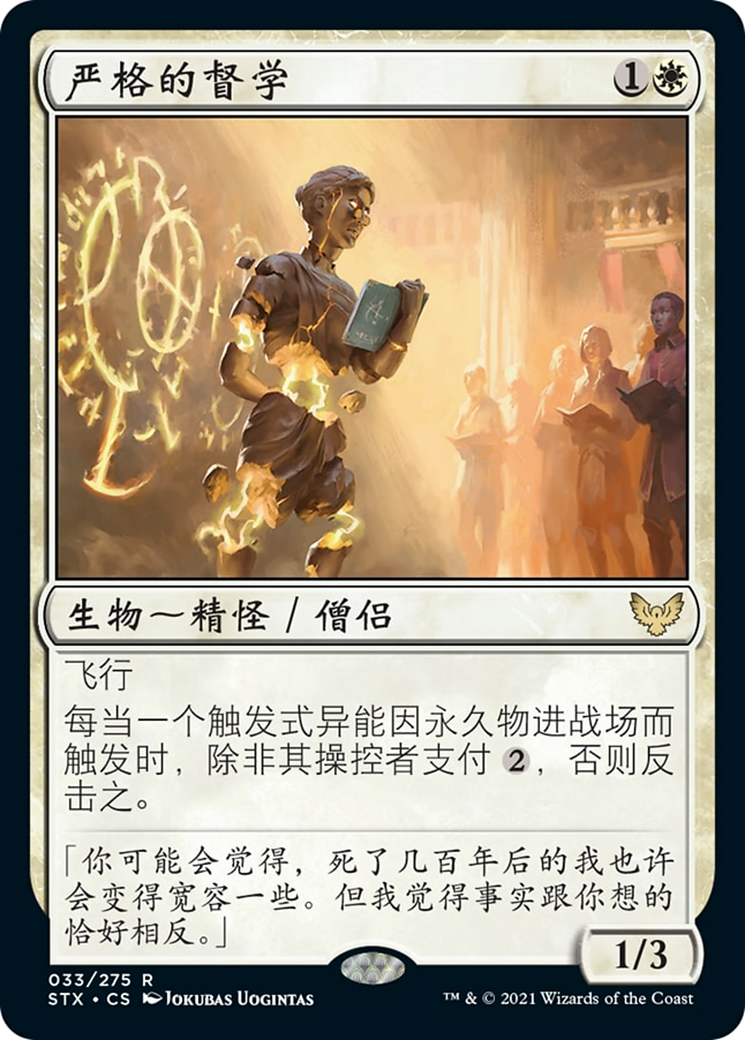 严格的督学
1
生物～精怪／僧侣
飞行
每当一个触发式异能因永久物进战场而
触发时，除非其操控者支付2，否则反
击之。
「你可能会觉得，死了几百年后的我也许
会变得宽容一些。但我觉得事实跟你想的
恰好相反。」
1/3
033/275 R
STX • CS Jokubas Uogintas
™ & © 2021 Wizards of the Coast